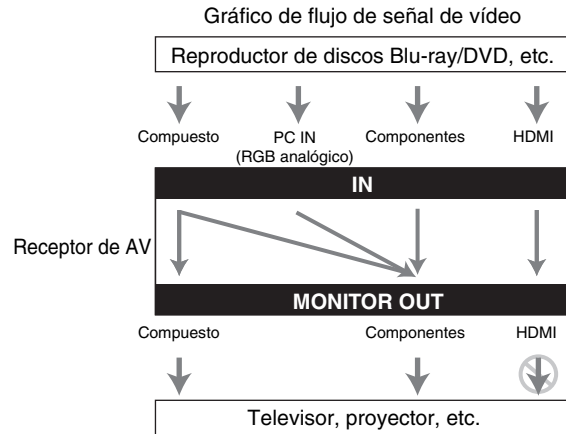 Gráfico de flujo de señal de vídeo
Reproductor de discos Blu-ray/DVD, etc.
Compuesto PC IN Componentes HDMI
(RGB analógico)
IN
Receptor de AV
MONITOR OUT
Compuesto Componentes HDMI
Televisor, proyector, etc.